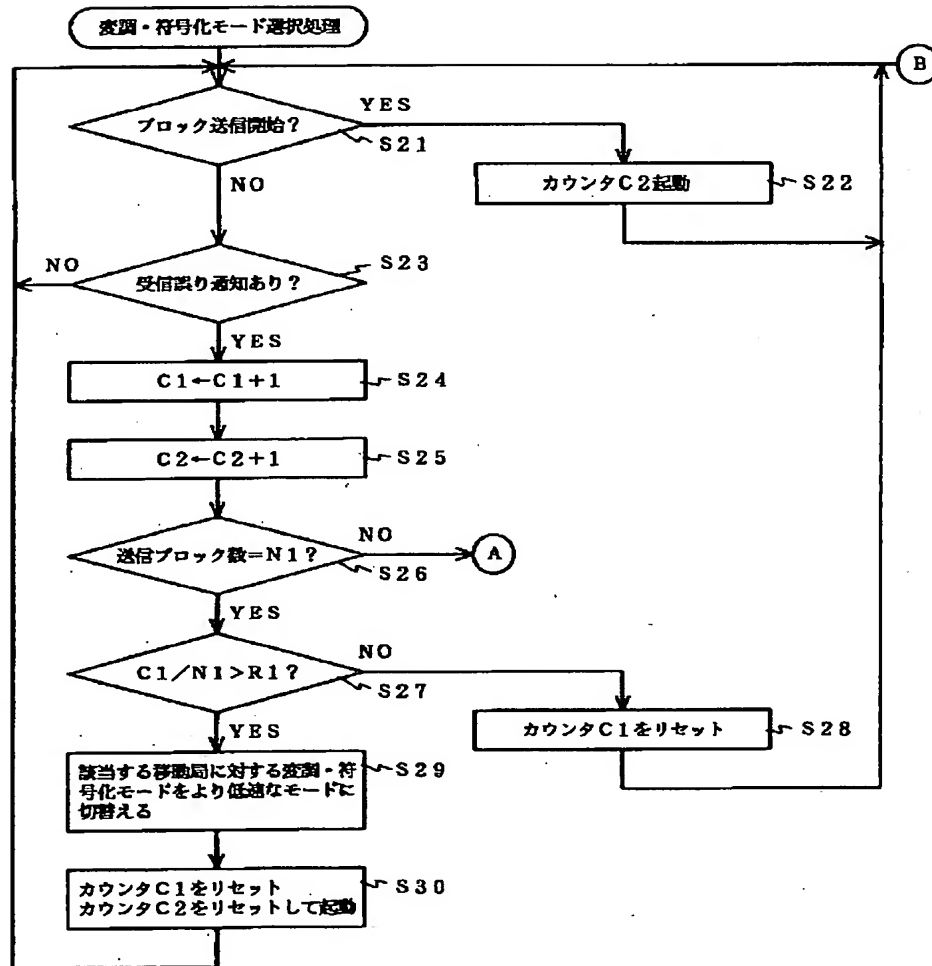 変調・符号化モード選択処理
B
ブロック送信開始?
YES
S21
カウンタC2起動
S22
NO
受信誤り通知あり?
NO
S23
YES
C1←C1+1
S24
C2←C2+1
S25
送信ブロック数=N1?
NO
A
S26
YES
C1/N1>R1?
NO
S27
カウンタC1をリセット
S28
YES
該当する移動局に対する変調・符
号化モードをより低速なモードに
切替える
S29
カウンタC1をリセット
カウンタC2をリセットして起動
S30